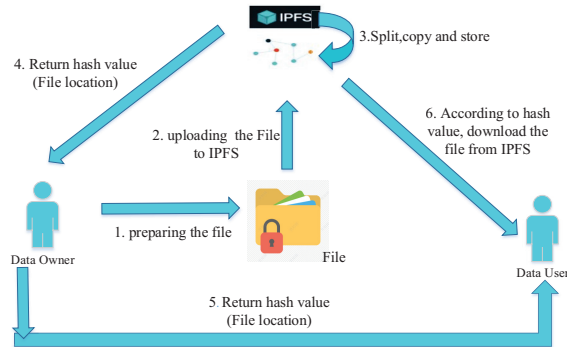 IPFS
3.Split,copy and store
4. Return hash value
(File location)
2. uploading the File
to IPFS
6. According to hash
value, download the
file from IPFS
1. preparing the file
File
Data Owner
Data User
5. Return hash value
(File location)